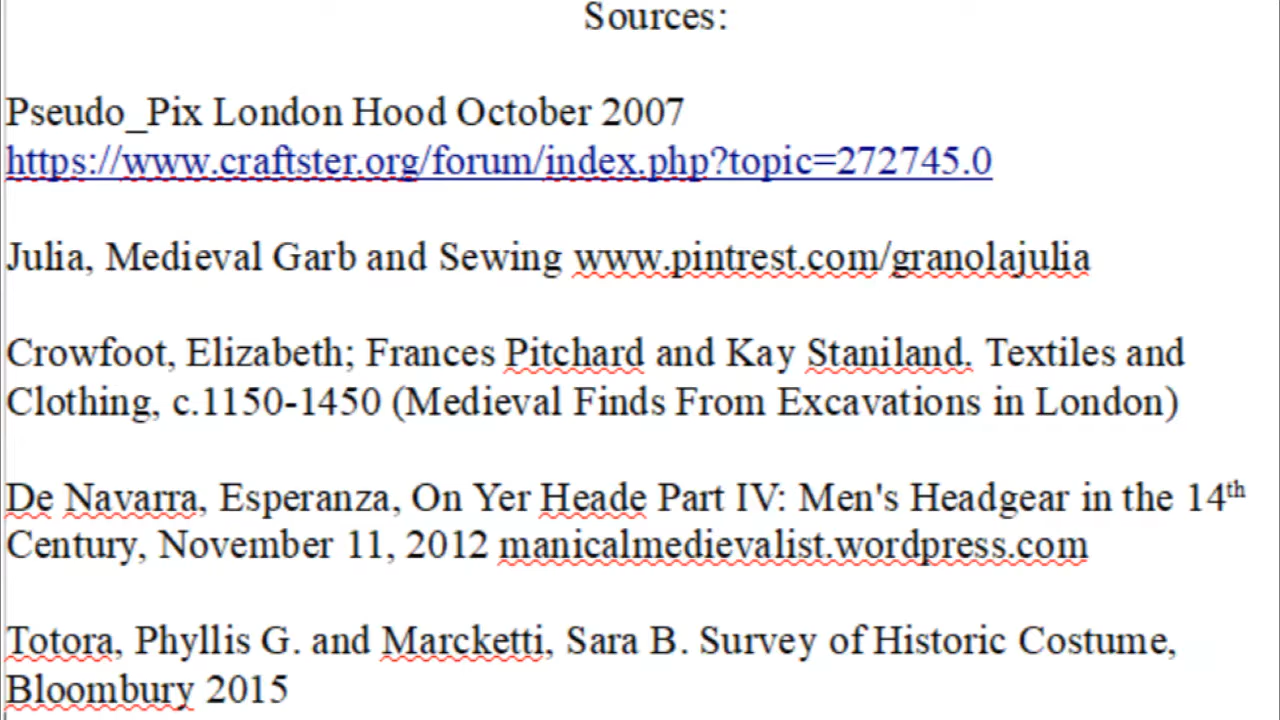 Sources:
Pseudo_Pix London Hood October 2007
https://www.craftster.org/forum/index.php?topic=272745.0
Julia, Medieval Garb and Sewing www.pintrest.com/granolajulia
Crowfoot, Elizabeth; Frances Pitchard and Kay Staniland. Textiles and
Clothing, c.1150-1450 (Medieval Finds From Excavations in London)
De Navarra, Esperanza, On Yer Heade Part IV: Men's Headgear in the 14th
Century, November 11, 2012 manicalmedievalist.wordpress.com
Totora, Phyllis G. and Marcketti, Sara B. Survey of Historic Costume,
Bloombury 2015